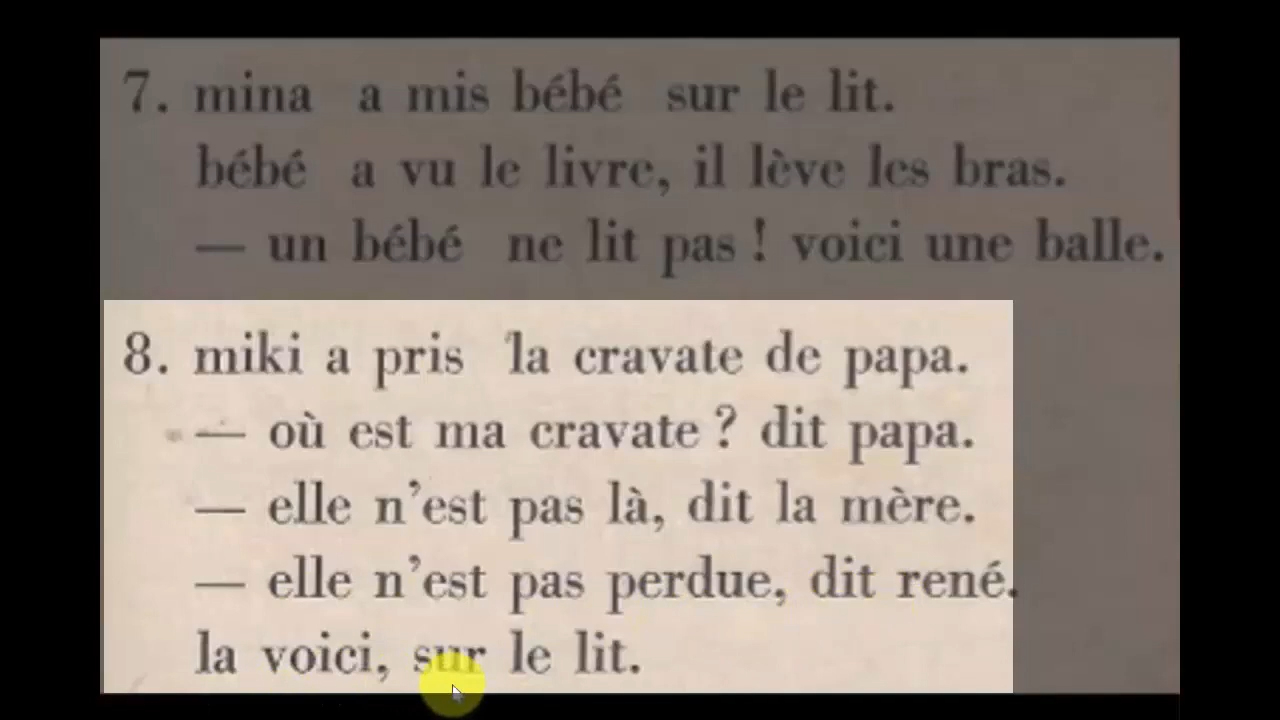 7. mina a mis bébé sur le lit.
bébé a vu le livre, il lève les bras.
— un bébé ne lit pas ! voici une balle.
8. miki a pris la cravate de papa.
— où est ma cravate ? dit papa.
— elle n'est pas là, dit la mère.
— elle n'est pas perdue, dit rené.
la voici, sur le lit.